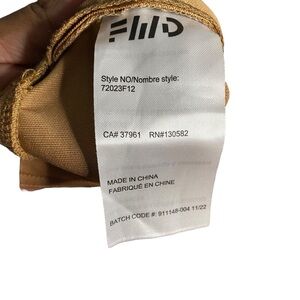 FWD
Style NO/Nombre style:
72023F12
CA# 37961 RN#130582
MADE IN CHINA
FABRIQUÉ EN CHINE
BATCH CODE #: 911148-004 11/22